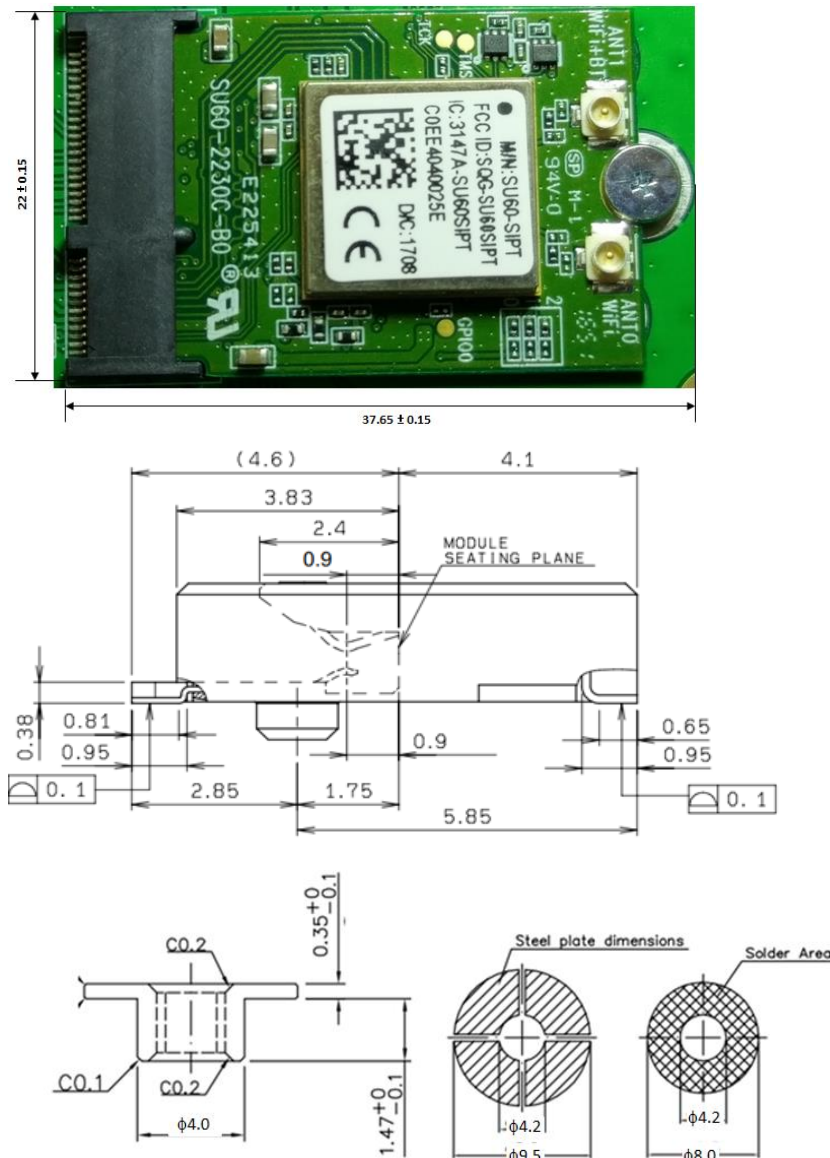 22 ± 0.15
TCK
TMS
ANT1
WiFi+BT
SU60-2230C-B0
E225413
M/N:SU60-SIPT
FCC ID:SQG-SU60SIPT
IC:3147A-SU60SIPT
C0EE4040025E
D/C:1708
CE
SP M-1
94V-0
GPIO0
2
ANT0
WiFi
37.65 ± 0.15
(4.6)
4.1
3.83
2.4
0.9
MODULE
SEATING PLANE
0.38
0.81
0.95
0.1
2.85
1.75
0.9
5.85
0.65
0.95
0.1
C0.2
0.35+0 -0.1
C0.1
C0.2
ϕ4.0
1.47+0 -0.1
Steel plate dimensions
ϕ4.2
ϕ9.5
Solder Area
ϕ4.2
ϕ8.0